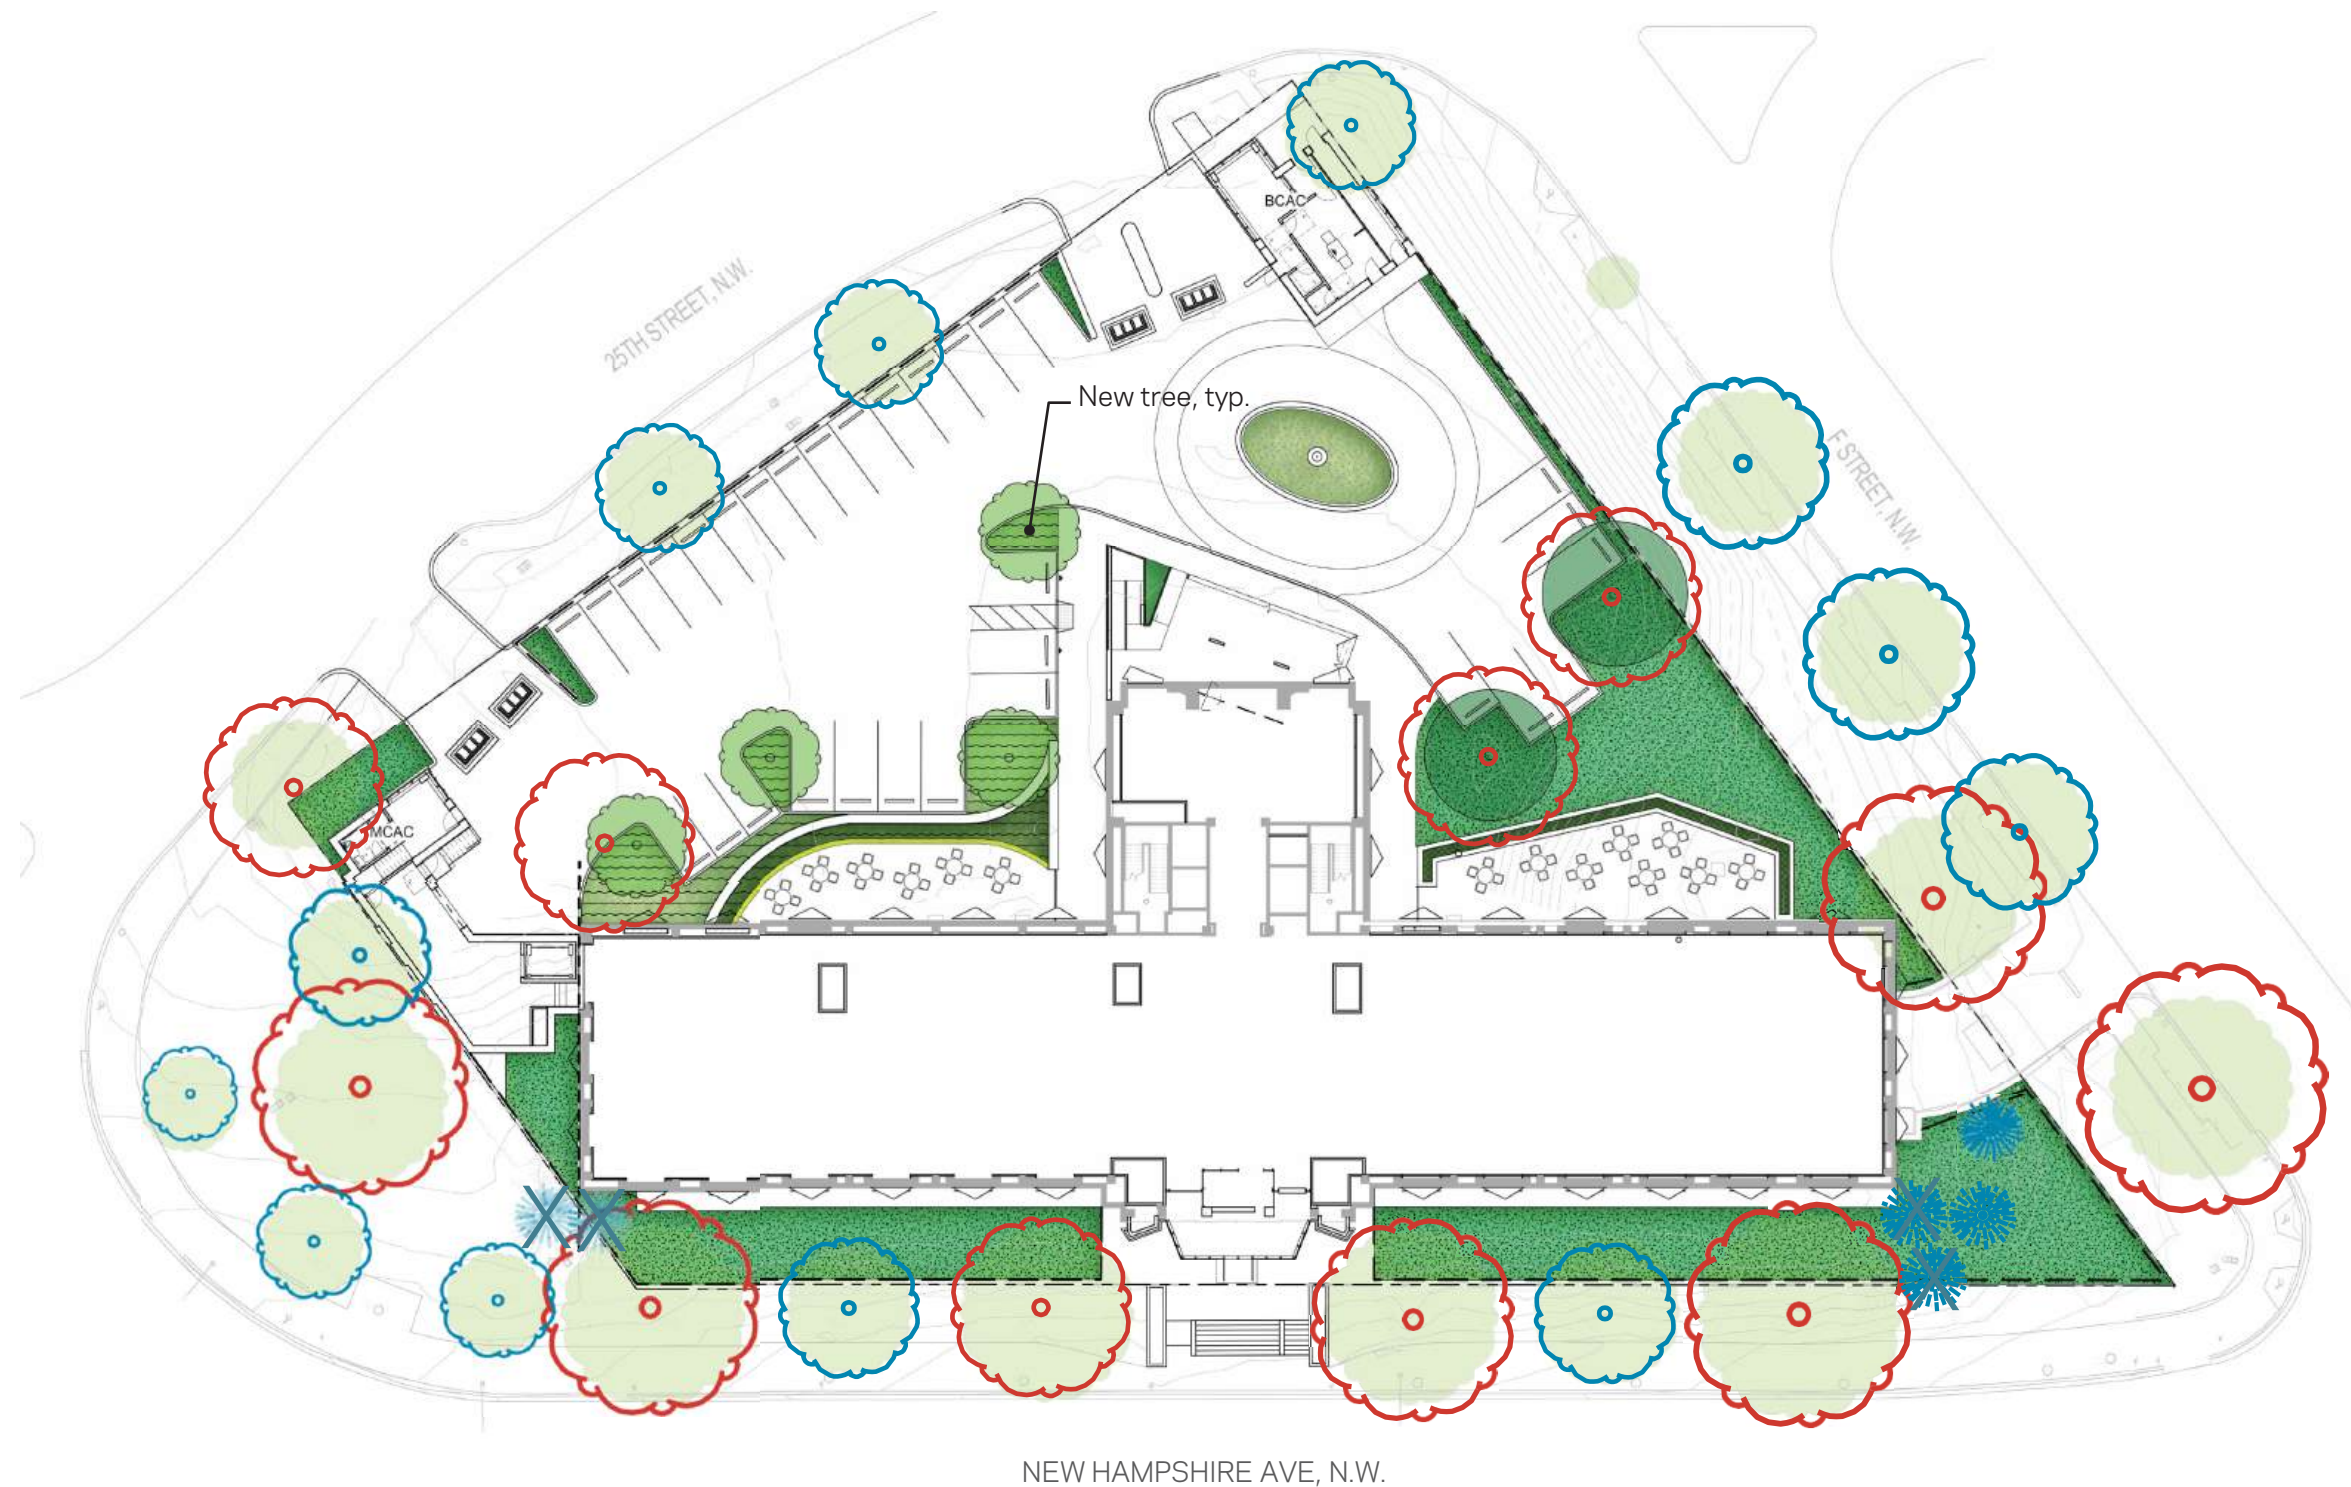 BCAC
25TH STREET, N.W.
New tree, typ.
F STREET, N.W.
MCAC
NEW HAMPSHIRE AVE, N.W.